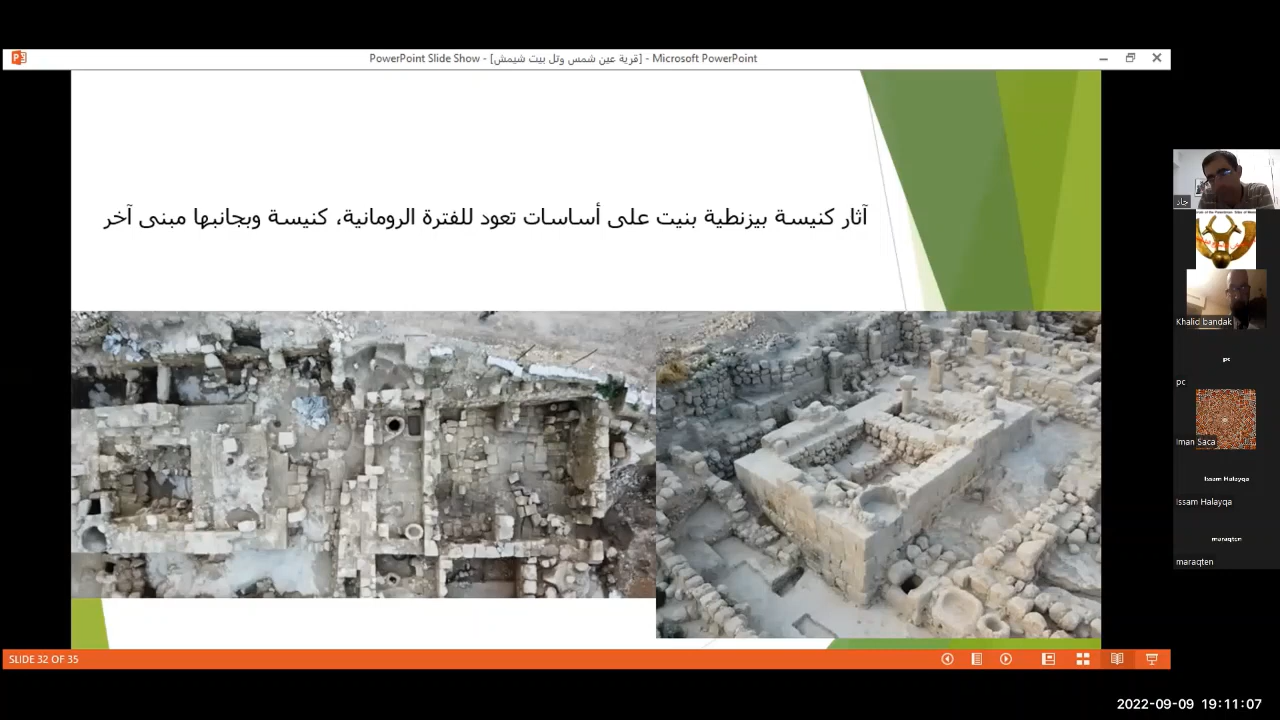 PowerPoint Slide Show - [قرية عين شمس وتل بيت شيمش] - Microsoft PowerPoint
آثار كنيسة بيزنطية بنيت على أساسات تعود للفترة الرومانية، كنيسة وبجانبها مبنى آخر
جاد
Khalid bandak
pc
pc
Iman Saca
Issam Halayqa
Issam Halayqa
maraqten
maraqten
SLIDE 32 OF 35
2022-09-09 19:11:07